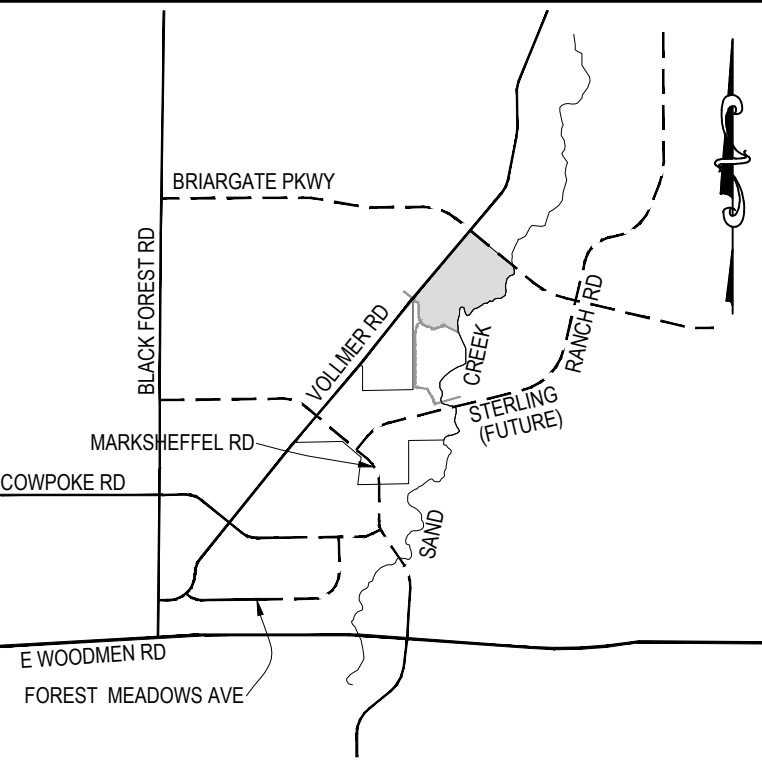 BRIARGATE PKWY
BLACK FOREST RD
VOLLMER RD
RANCH RD
CREEK
STERLING
(FUTURE)
MARKSHEFFEL RD
COWPOKE RD
SAND
E WOODMEN RD
FOREST MEADOWS AVE